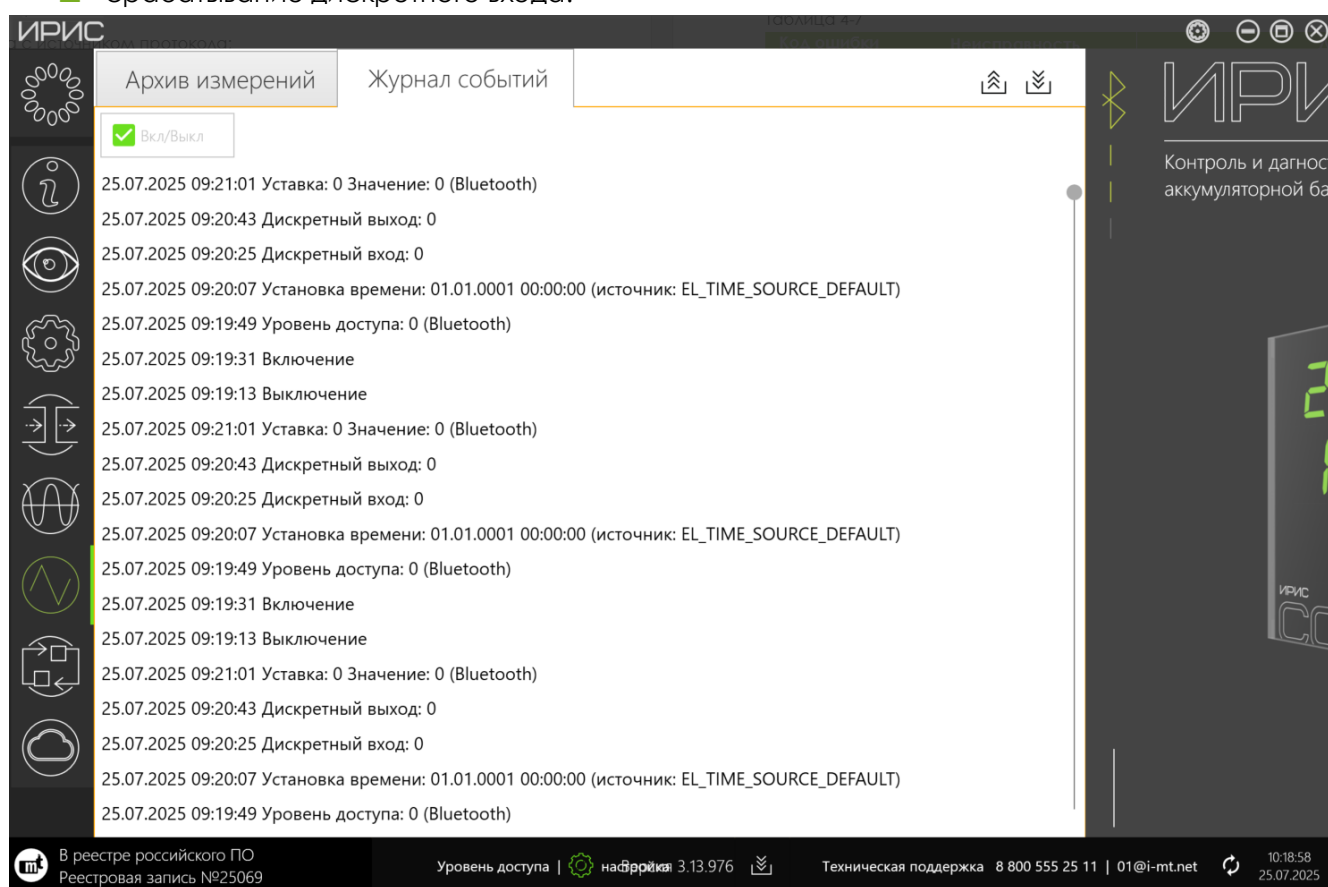 срабатывание дискретного входа.
Таблица 4-7
ИРИС
Архив измерений
Журнал событий
Вкл/Выкл
25.07.2025 09:21:01 Уставка: 0 Значение: 0 (Bluetooth)
25.07.2025 09:20:43 Дискретный выход: 0
25.07.2025 09:20:25 Дискретный вход: 0
25.07.2025 09:20:07 Установка времени: 01.01.0001 00:00:00 (источник: EL_TIME_SOURCE_DEFAULT)
25.07.2025 09:19:49 Уровень доступа: 0 (Bluetooth)
25.07.2025 09:19:31 Включение
25.07.2025 09:19:13 Выключение
25.07.2025 09:21:01 Уставка: 0 Значение: 0 (Bluetooth)
25.07.2025 09:20:43 Дискретный выход: 0
25.07.2025 09:20:25 Дискретный вход: 0
25.07.2025 09:20:07 Установка времени: 01.01.0001 00:00:00 (источник: EL_TIME_SOURCE_DEFAULT)
25.07.2025 09:19:49 Уровень доступа: 0 (Bluetooth)
25.07.2025 09:19:31 Включение
25.07.2025 09:19:13 Выключение
25.07.2025 09:21:01 Уставка: 0 Значение: 0 (Bluetooth)
25.07.2025 09:20:43 Дискретный выход: 0
25.07.2025 09:20:25 Дискретный вход: 0
25.07.2025 09:20:07 Установка времени: 01.01.0001 00:00:00 (источник: EL_TIME_SOURCE_DEFAULT)
25.07.2025 09:19:49 Уровень доступа: 0 (Bluetooth)
Контроль и дагнос
аккумуляторной ба
ИРИС
mt
В реестре российского ПО
Реестровая запись №25069
Уровень доступа | настройка Версия 3.13.976
Техническая поддержка 8 800 555 25 11 | 01@i-mt.net
10:18:58
25.07.2025